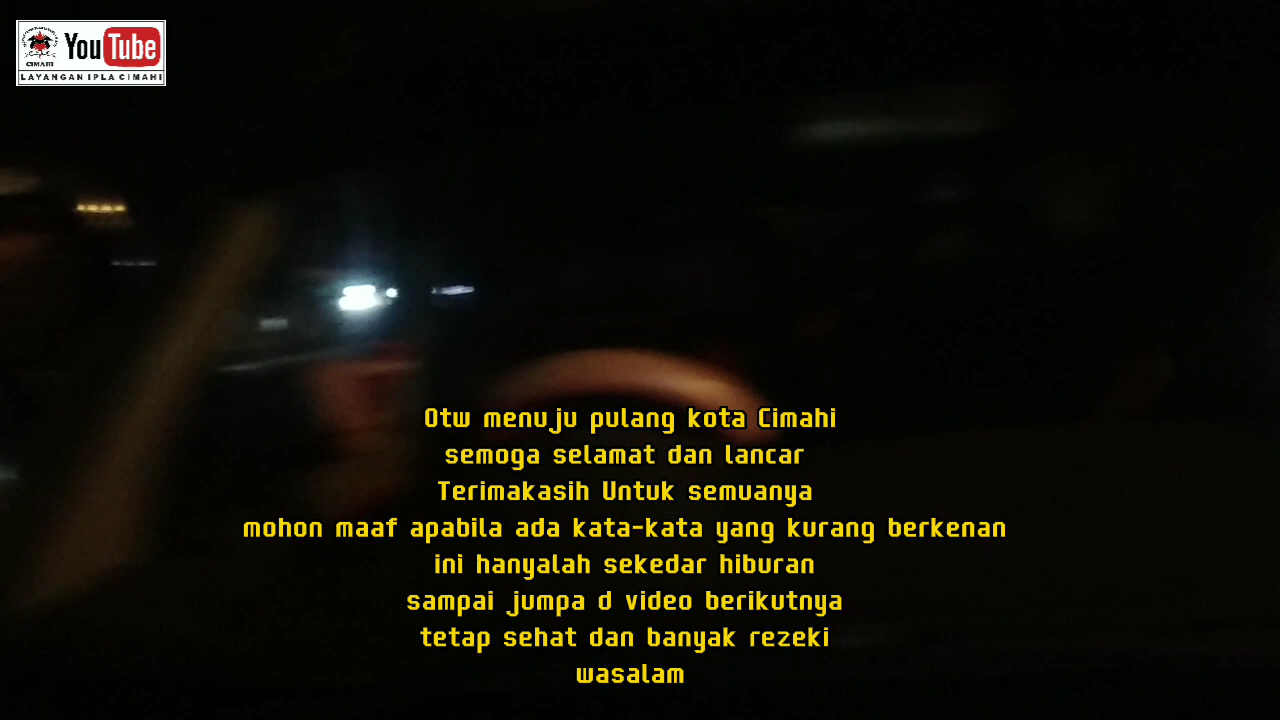 YouTube
CIMAHI
LAYANGAN IPLA CIMAHI
Otw menuju pulang kota Cimahi
semoga selamat dan lancar
Terimakasih Untuk semuanya
mohon maaf apabila ada kata-kata yang kurang berkenan
ini hanyalah sekedar hiburan
sampai jumpa d video berikutnya
tetap sehat dan banyak rezeki
wasalam